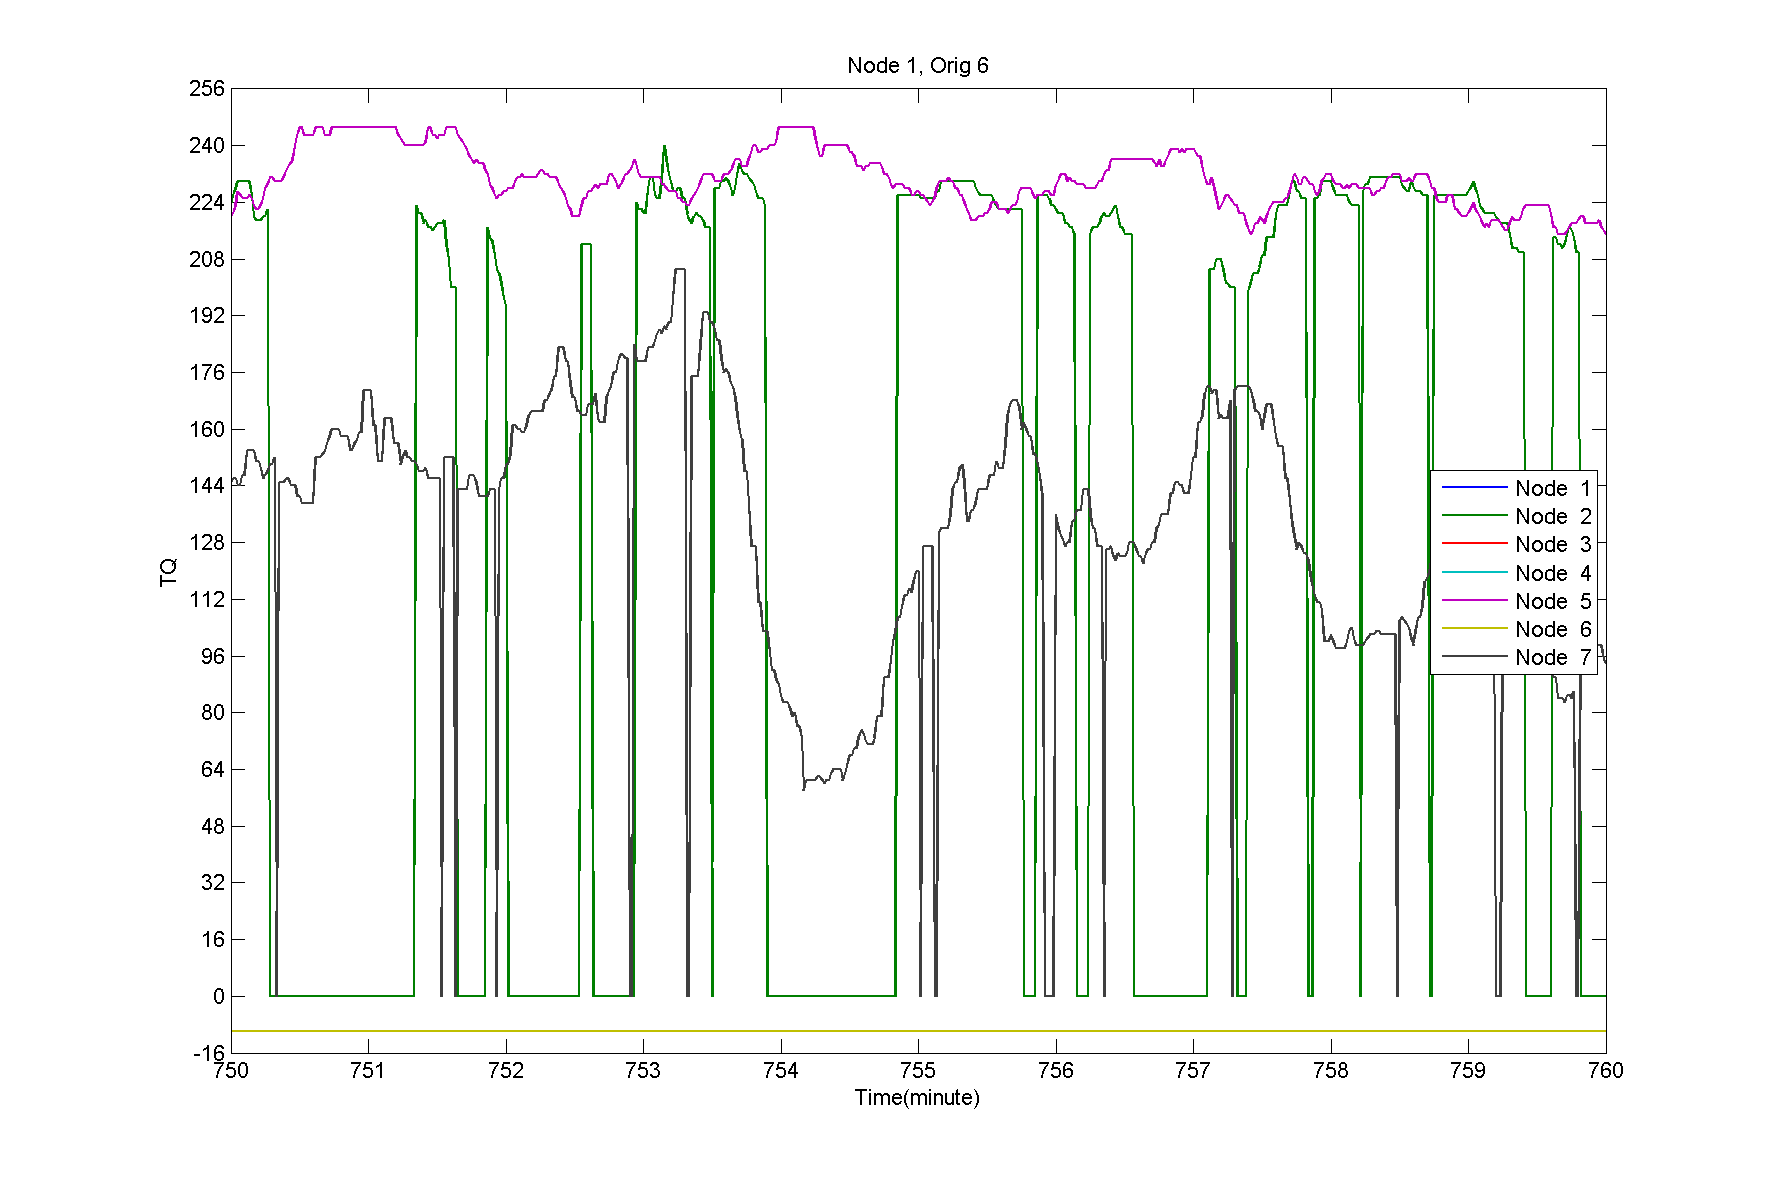 Node 1, Orig 6
256
240
224
208
192
176
160
144
128
112
96
80
64
48
32
16
0
-16
TQ
Node 1
Node 2
Node 3
Node 4
Node 5
Node 6
Node 7
750 751 752 753 754 755 756 757 758 759 760
Time(minute)